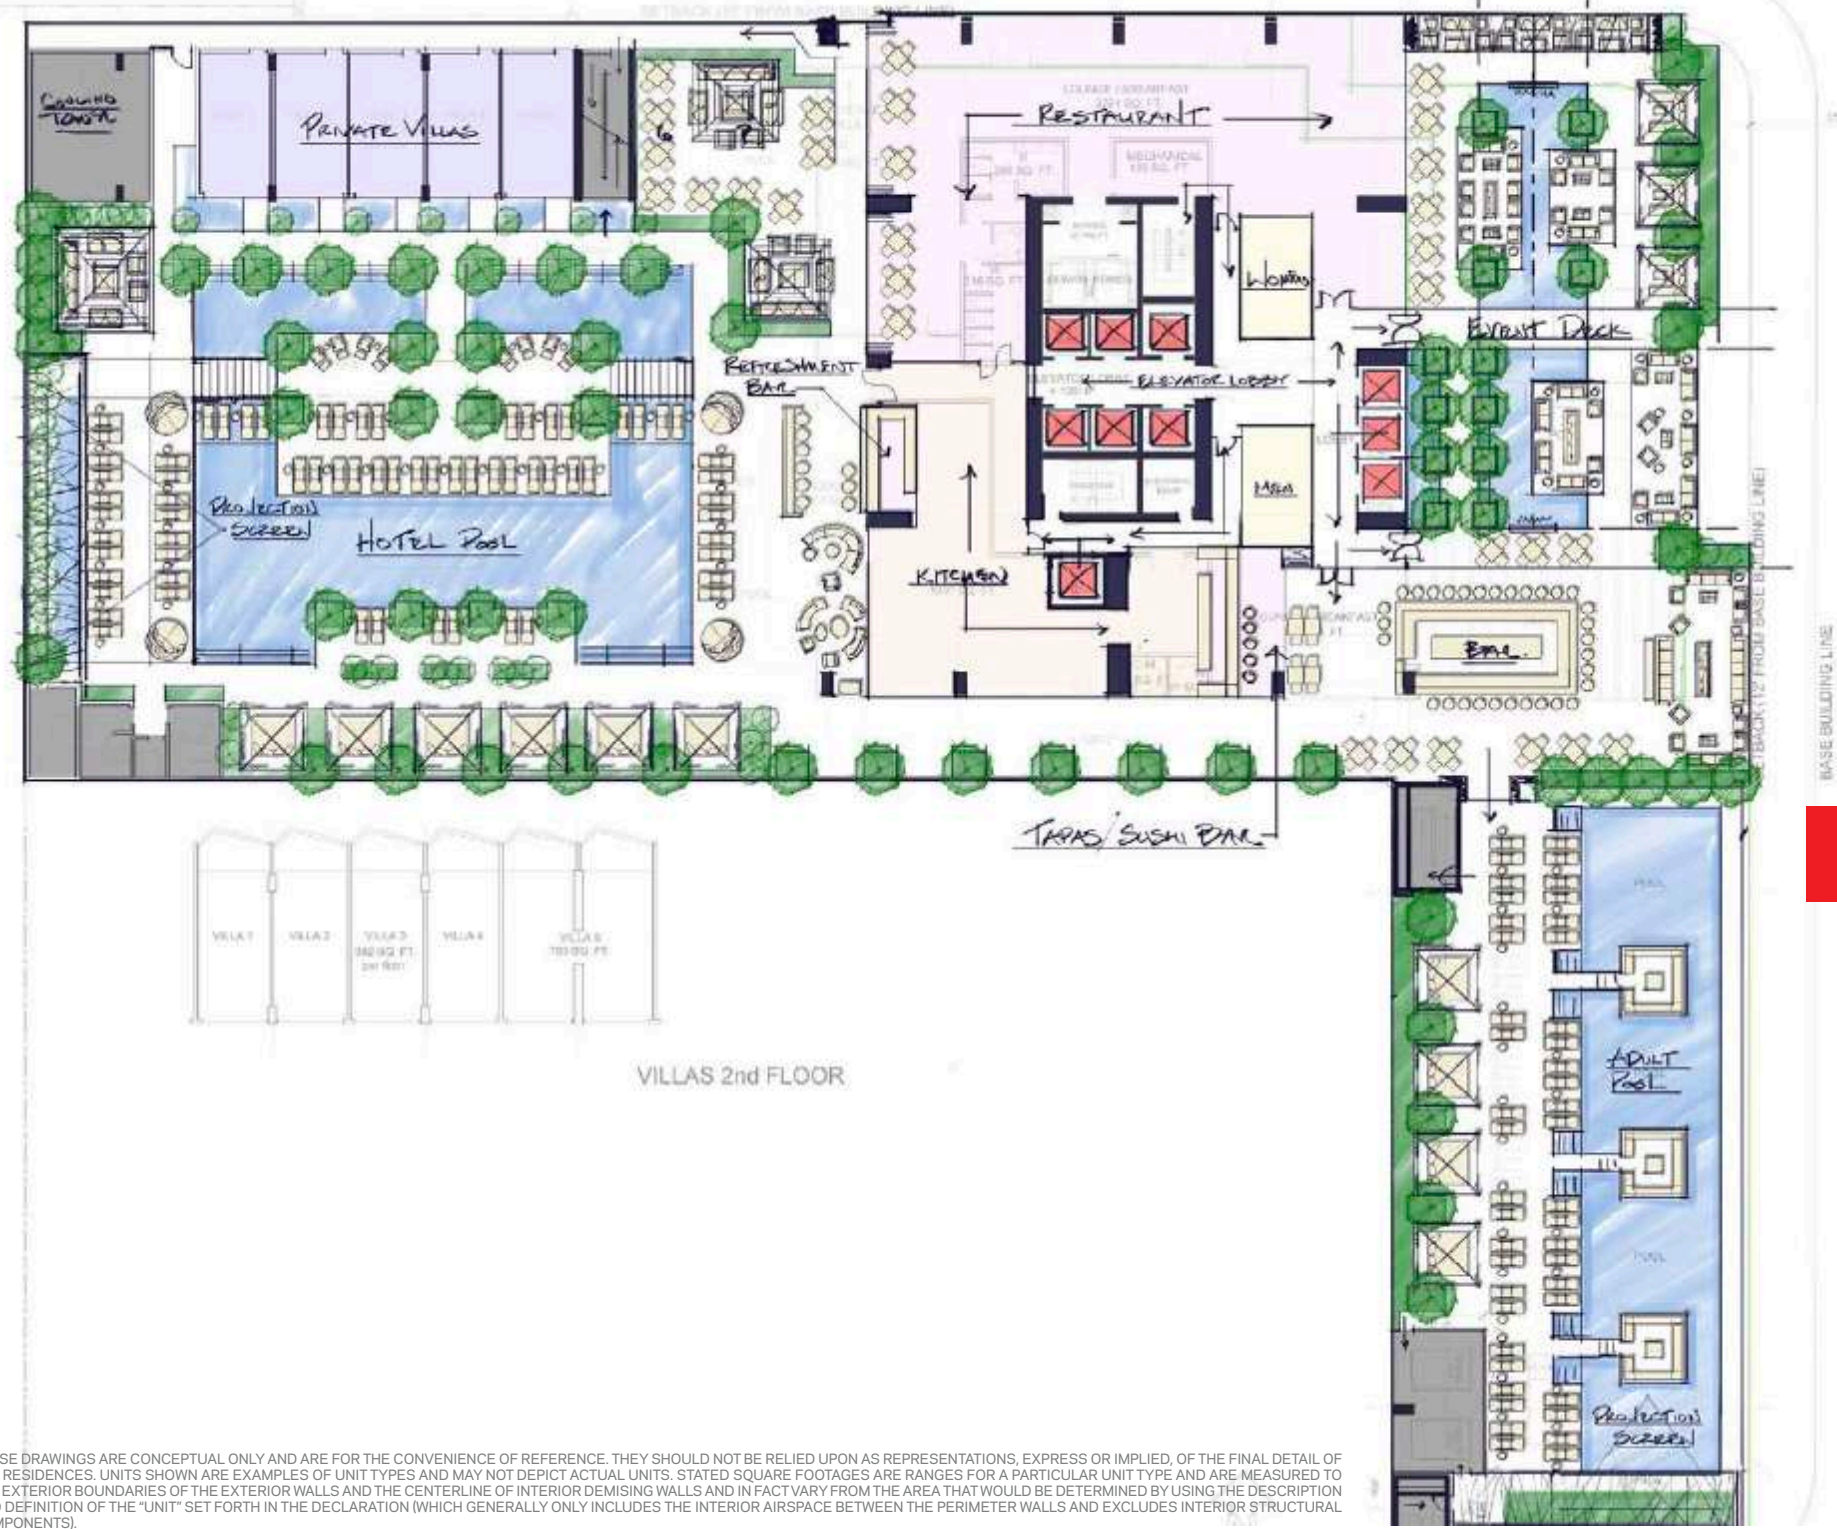 COOLING
TOWER
PRIVATE VILLAS
RESTAURANT
WOMENS
EVENT DECK
REFRESHMENT
BAR
ELEVATOR LOBBY
PROJECTION
SCREEN
HOTEL POOL
KITCHEN
MEN
BAR
TAPAS/SUSHI BAR
VILLA 1
VILLA 2
VILLA 3
per floor
VILLA 4
VILLAS 2nd FLOOR
BASE BUILDING LINE
POOL
ADULT
POOL
POOL
PROJECTION
SCREEN
SE DRAWINGS ARE CONCEPTUAL ONLY AND ARE FOR THE CONVENIENCE OF REFERENCE. THEY SHOULD NOT BE RELIED UPON AS REPRESENTATIONS, EXPRESS OR IMPLIED, OF THE FINAL DETAIL OF
RESIDENCES. UNITS SHOWN ARE EXAMPLES OF UNIT TYPES AND MAY NOT DEPICT ACTUAL UNITS. STATED SQUARE FOOTAGES ARE RANGES FOR A PARTICULAR UNIT TYPE AND ARE MEASURED TO
EXTERIOR BOUNDARIES OF THE EXTERIOR WALLS AND THE CENTERLINE OF INTERIOR DEMISING WALLS AND IN FACT VARY FROM THE AREA THAT WOULD BE DETERMINED BY USING THE DESCRIPTION
DEFINITION OF THE “UNIT” SET FORTH IN THE DECLARATION (WHICH GENERALLY ONLY INCLUDES THE INTERIOR AIRSPACE BETWEEN THE PERIMETER WALLS AND EXCLUDES INTERIOR STRUCTURAL
MPONENTS).